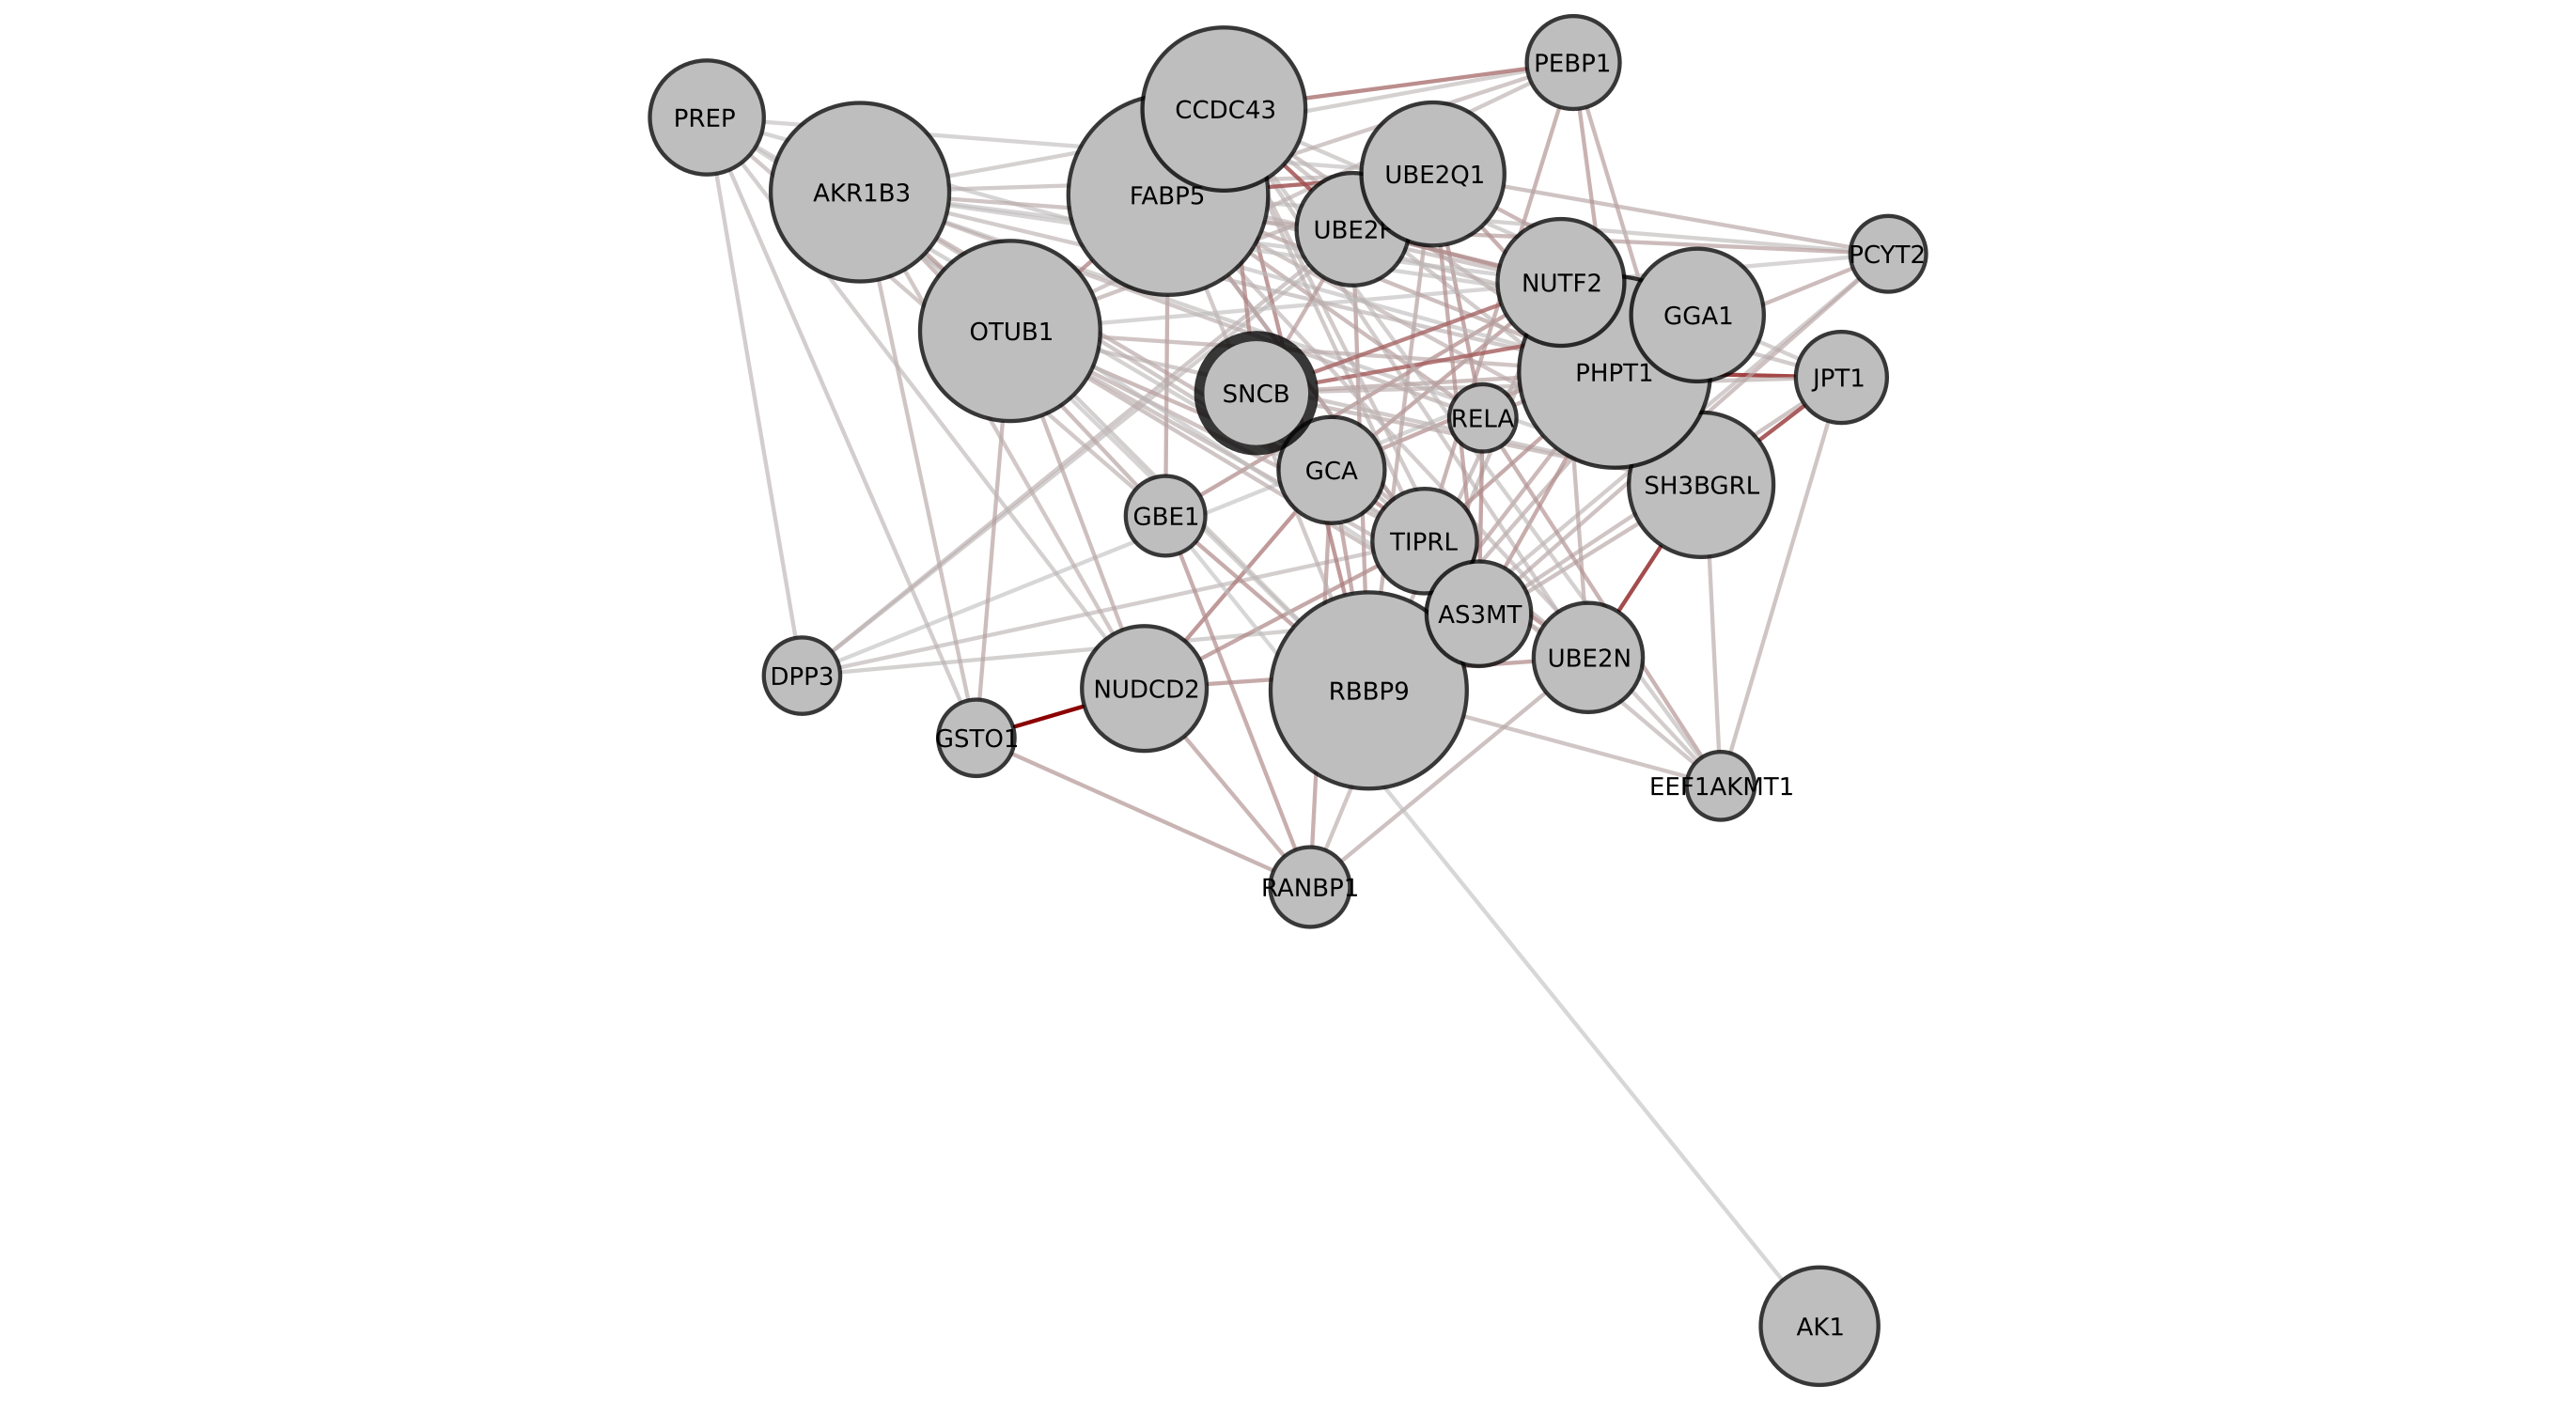 PEBP1
CCDC43
PREP
UBE2Q1
AKR1B3
FABP5
PCYT2
NUTF2
GGA1
OTUB1
PHPT1
JPT1
SNCB
RELA
GCA
SH3BGRL
GBE1
TIPRL
AS3MT
UBE2N
DPP3
NUDCD2
RBBP9
GSTO1
EEF1AKMT1
RANBP1
AK1